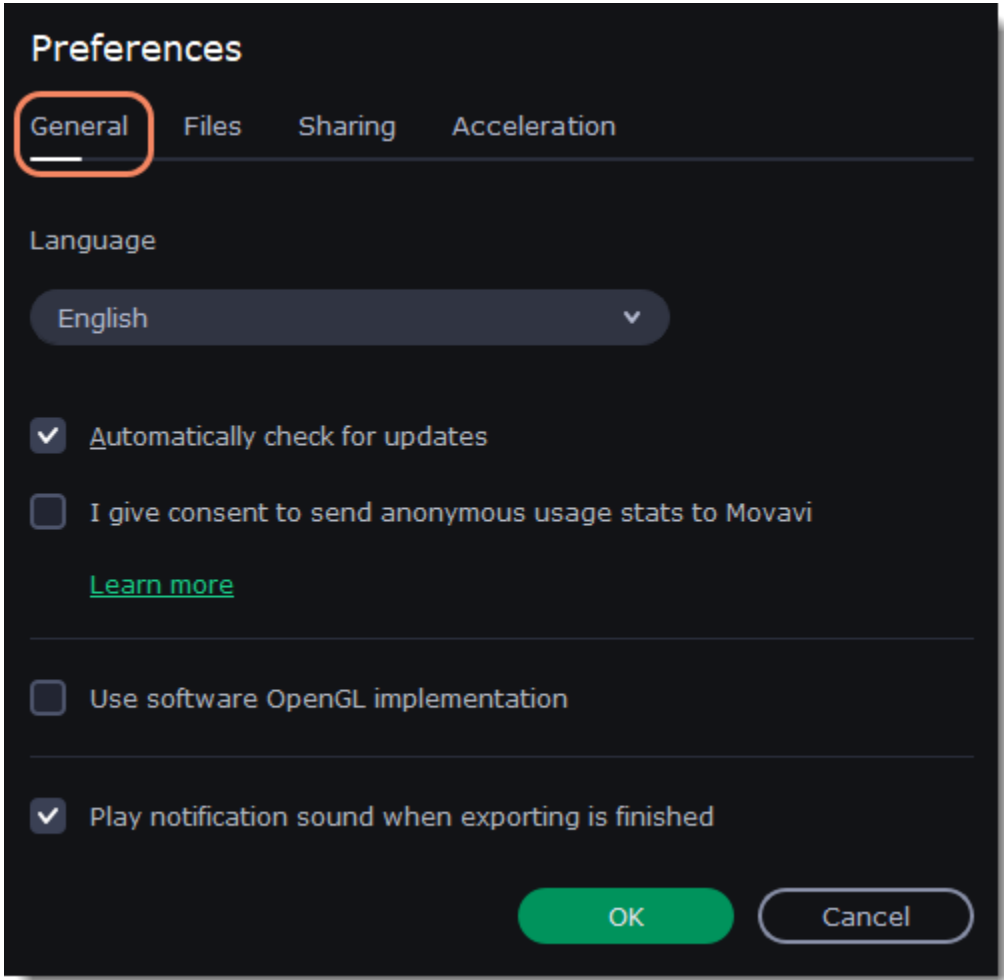 Preferences
General Files Sharing Acceleration
Language
English
Automatically check for updates
I give consent to send anonymous usage stats to Movavi
Learn more
Use software OpenGL implementation
Play notification sound when exporting is finished
OK Cancel